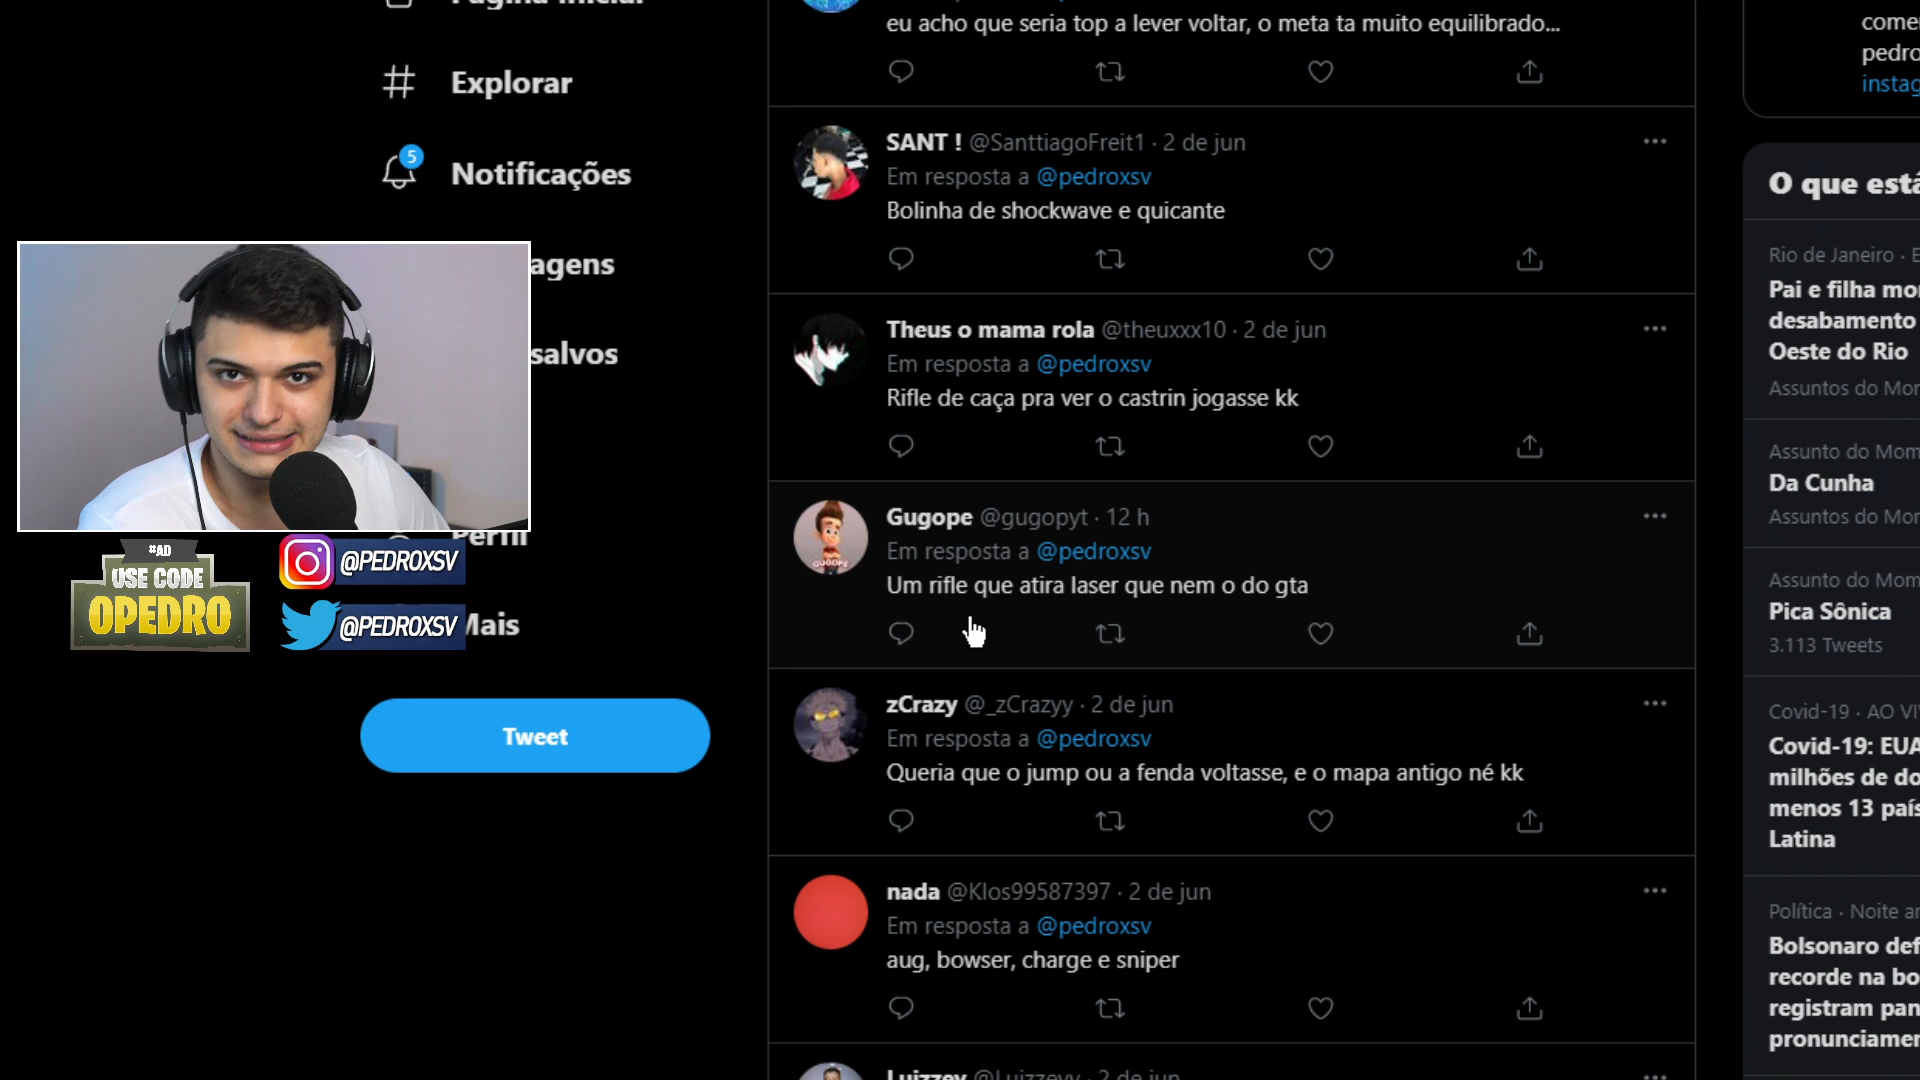 Página Inicial
Explorar
5
Notificações
agens
salvos
Perfil
Mais
Tweet
#AD
USE CODE
OPEDRO
@PEDROXSV
@PEDROXSV
eu acho que seria top a lever voltar, o meta ta muito equilibrado...
SANT ! @SanttiagoFreit1 · 2 de jun
Em resposta a @pedroxsv
Bolinha de shockwave e quicante
Theus o mama rola @theuxxx10 · 2 de jun
Em resposta a @pedroxsv
Rifle de caça pra ver o castrin jogasse kk
Gugope @gugopyt · 12 h
Em resposta a @pedroxsv
Um rifle que atira laser que nem o do gta
zCrazy @_zCrazyy · 2 de jun
Em resposta a @pedroxsv
Queria que o jump ou a fenda voltasse, e o mapa antigo né kk
nada @Klos99587397 · 2 de jun
Em resposta a @pedroxsv
aug, bowser, charge e sniper
Luizzey @Luizzeyy · 2 de jun
come
pedro
instag
O que está
Rio de Janeiro · E
Pai e filha mo
desabamento
Oeste do Rio
Assuntos do Mor
Assunto do Mom
Da Cunha
Assuntos do Mor
Assunto do Mom
Pica Sônica
3.113 Tweets
Covid-19 · AO VI
Covid-19: EUA
milhões de do
menos 13 país
Latina
Política · Noite an
Bolsonaro def
recorde na bo
registram pan
pronunciamen